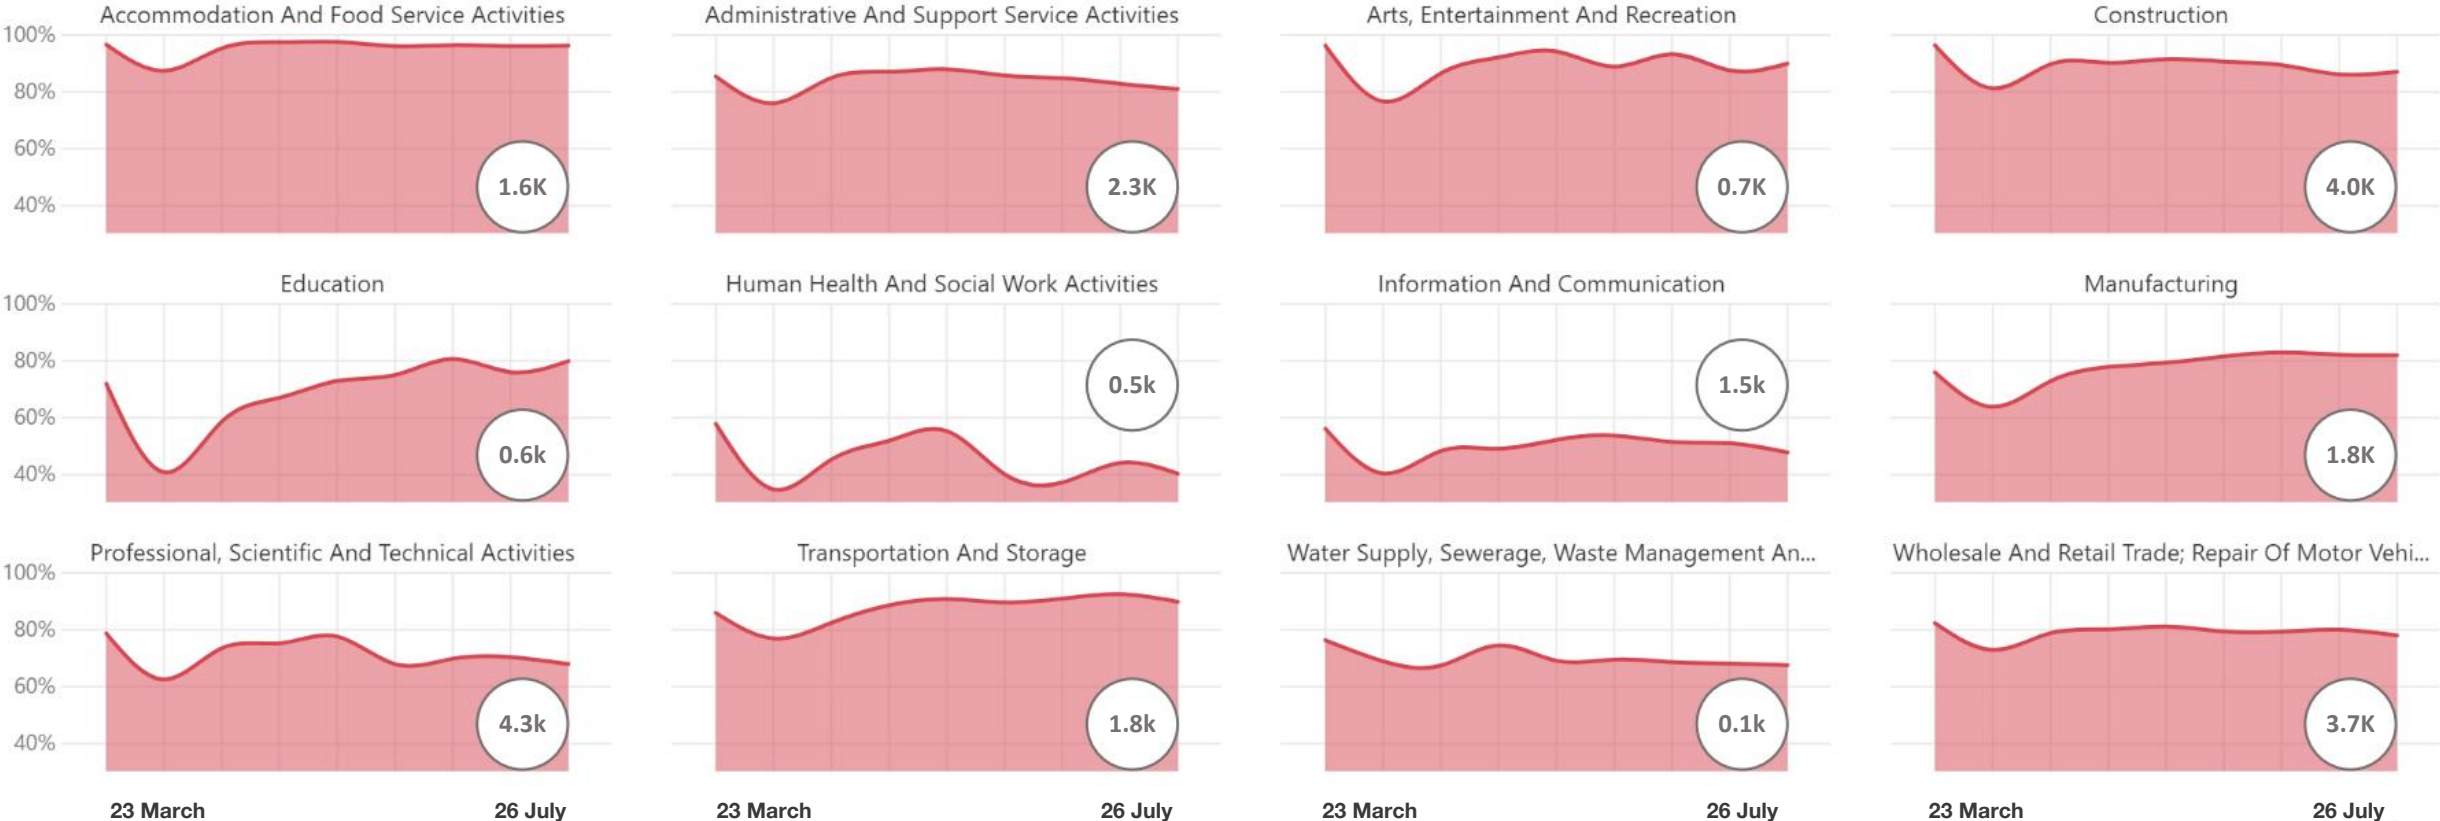 Accommodation And Food Service Activities
Administrative And Support Service Activities
Arts, Entertainment And Recreation
Construction
100%
80%
60%
40%
1.6K
2.3K
0.7K
4.0K
Education
Human Health And Social Work Activities
Information And Communication
Manufacturing
100%
80%
60%
40%
0.6k
0.5k
1.5k
1.8K
Professional, Scientific And Technical Activities
Transportation And Storage
Water Supply, Sewerage, Waste Management An...
Wholesale And Retail Trade; Repair Of Motor Vehi...
100%
80%
60%
40%
4.3k
1.8k
0.1k
3.7K
23 March 26 July
23 March 26 July
23 March 26 July
23 March 26 July